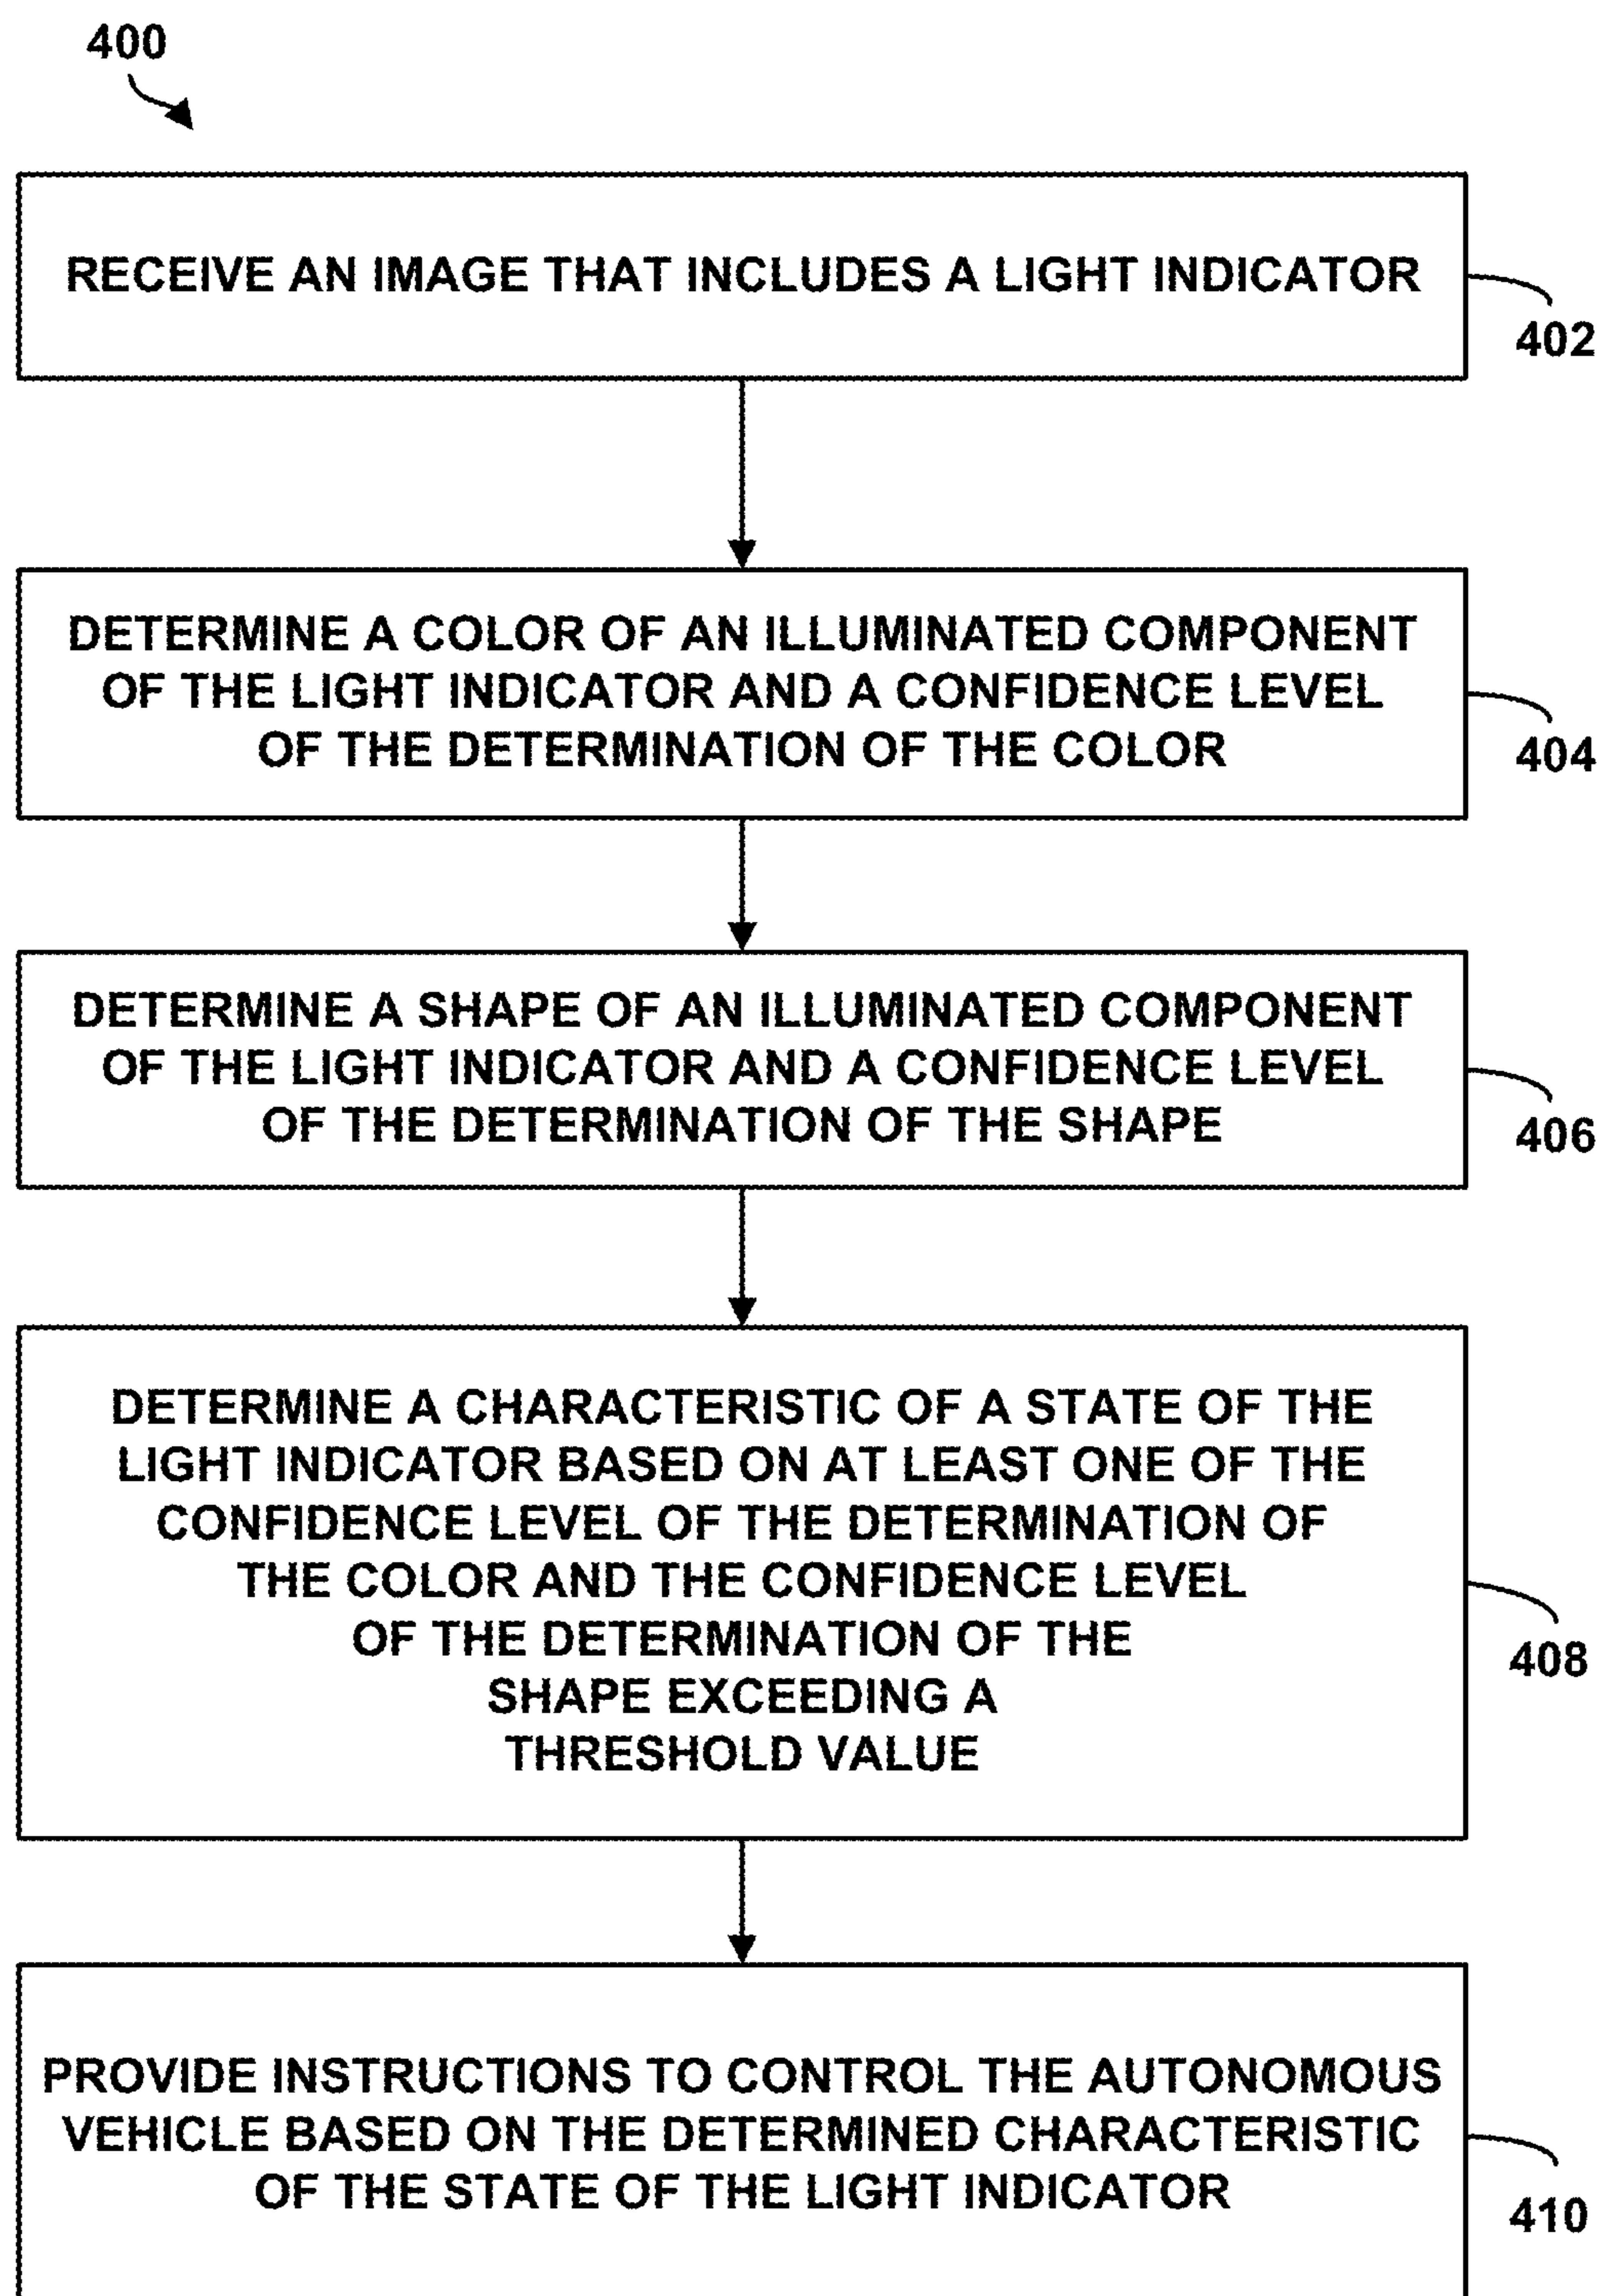 400
RECEIVE AN IMAGE THAT INCLUDES A LIGHT INDICATOR
402
DETERMINE A COLOR OF AN ILLUMINATED COMPONENT
OF THE LIGHT INDICATOR AND A CONFIDENCE LEVEL
OF THE DETERMINATION OF THE COLOR
404
DETERMINE A SHAPE OF AN ILLUMINATED COMPONENT
OF THE LIGHT INDICATOR AND A CONFIDENCE LEVEL
OF THE DETERMINATION OF THE SHAPE
406
DETERMINE A CHARACTERISTIC OF A STATE OF THE
LIGHT INDICATOR BASED ON AT LEAST ONE OF THE
CONFIDENCE LEVEL OF THE DETERMINATION OF
THE COLOR AND THE CONFIDENCE LEVEL
OF THE DETERMINATION OF THE
SHAPE EXCEEDING A
THRESHOLD VALUE
408
PROVIDE INSTRUCTIONS TO CONTROL THE AUTONOMOUS
VEHICLE BASED ON THE DETERMINED CHARACTERISTIC
OF THE STATE OF THE LIGHT INDICATOR
410